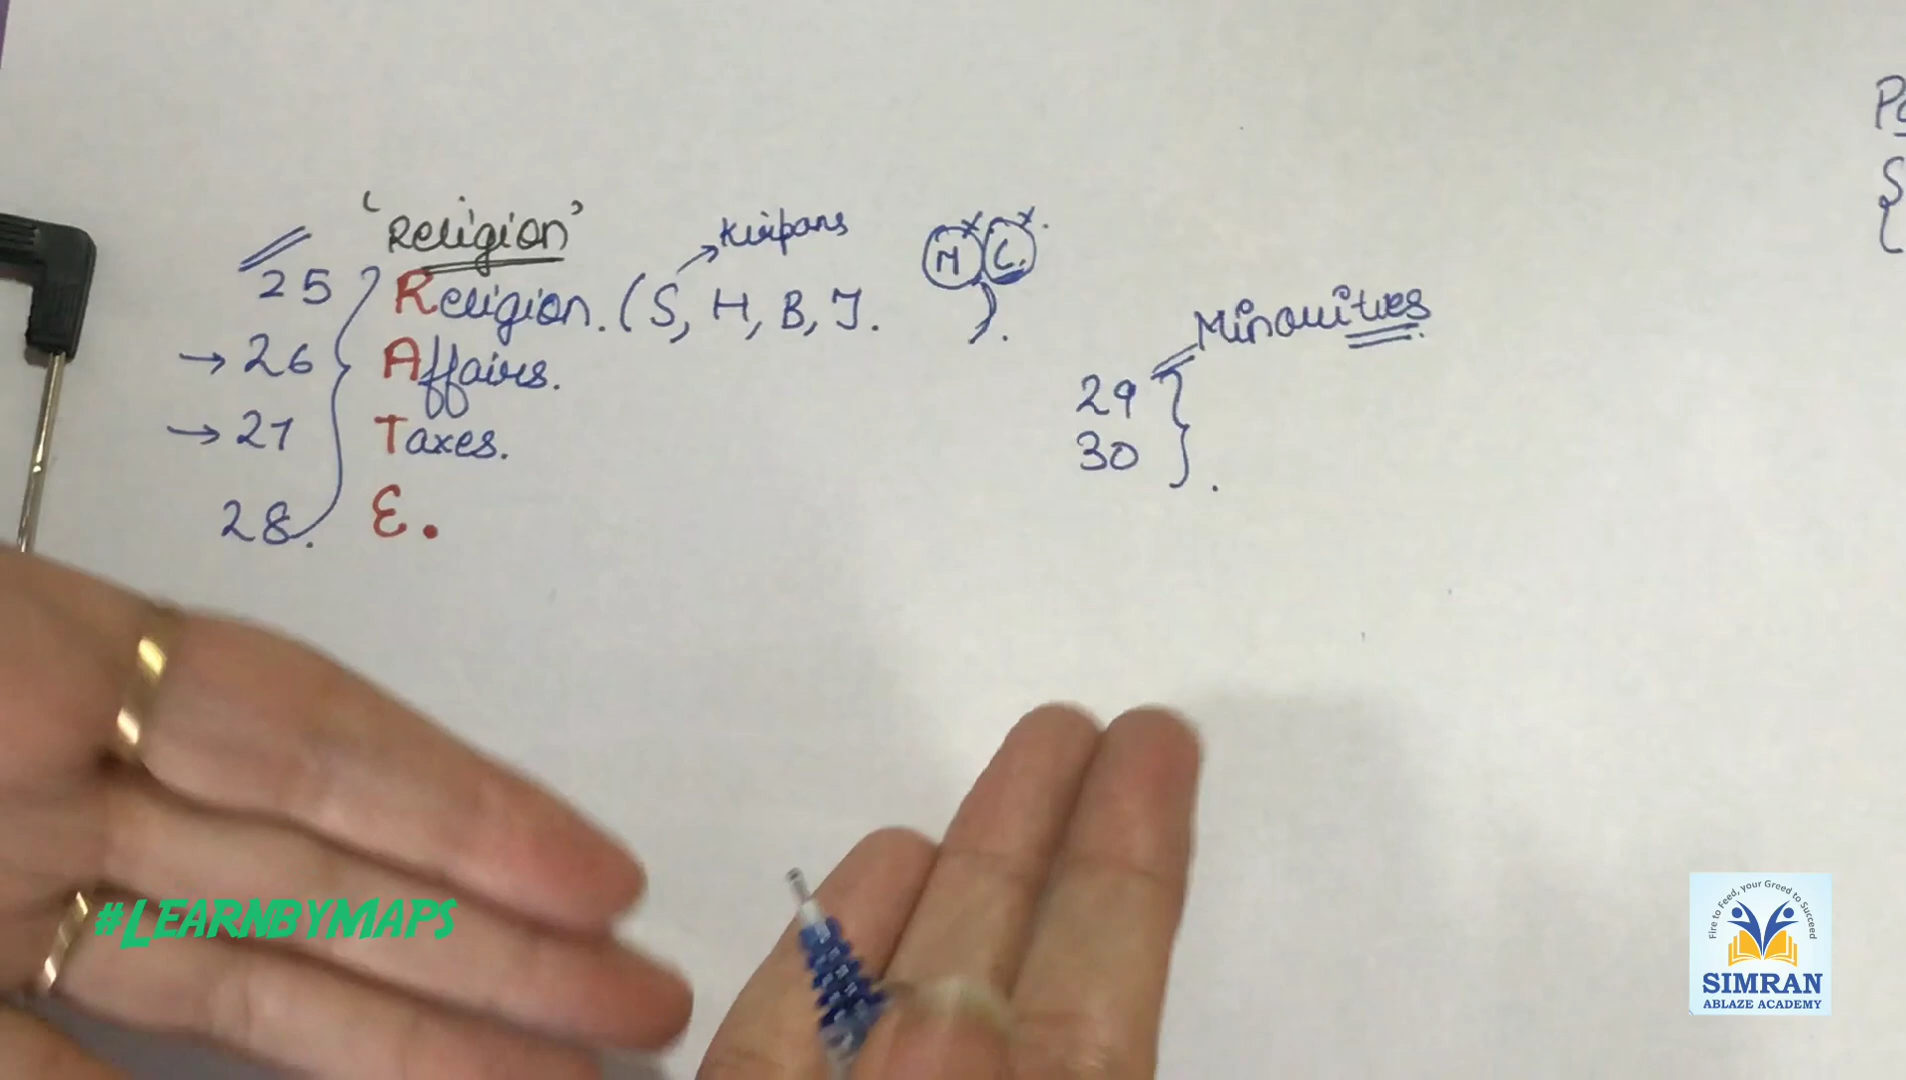 'Religion'
Kirpans
25 Religion. (S, H, B, J. M C. ).
→ 26 Affairs.
→ 27 Taxes.
28. E.
Minorities
29
30
#LEARNBYMAPS
Fire to Feed, your Greed to Succeed
SIMRAN
ABLAZE ACADEMY